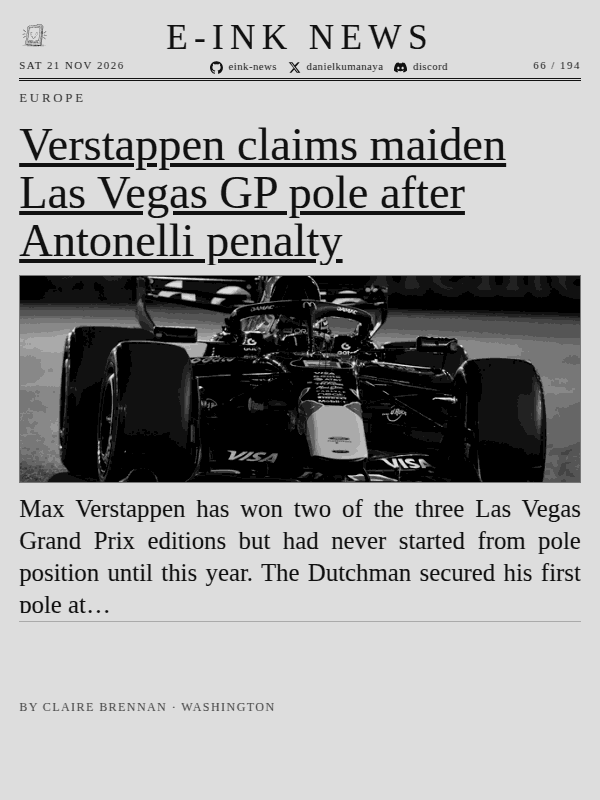 E-INK NEWS
SAT 21 NOV 2026
eink-news danielkumanaya discord
66 / 194
EUROPE
Verstappen claims maiden
Las Vegas GP pole after
Antonelli penalty
VISA
VISA
VISA
Max Verstappen has won two of the three Las Vegas
Grand Prix editions but had never started from pole
position until this year. The Dutchman secured his first
pole at…
BY CLAIRE BRENNAN · WASHINGTON